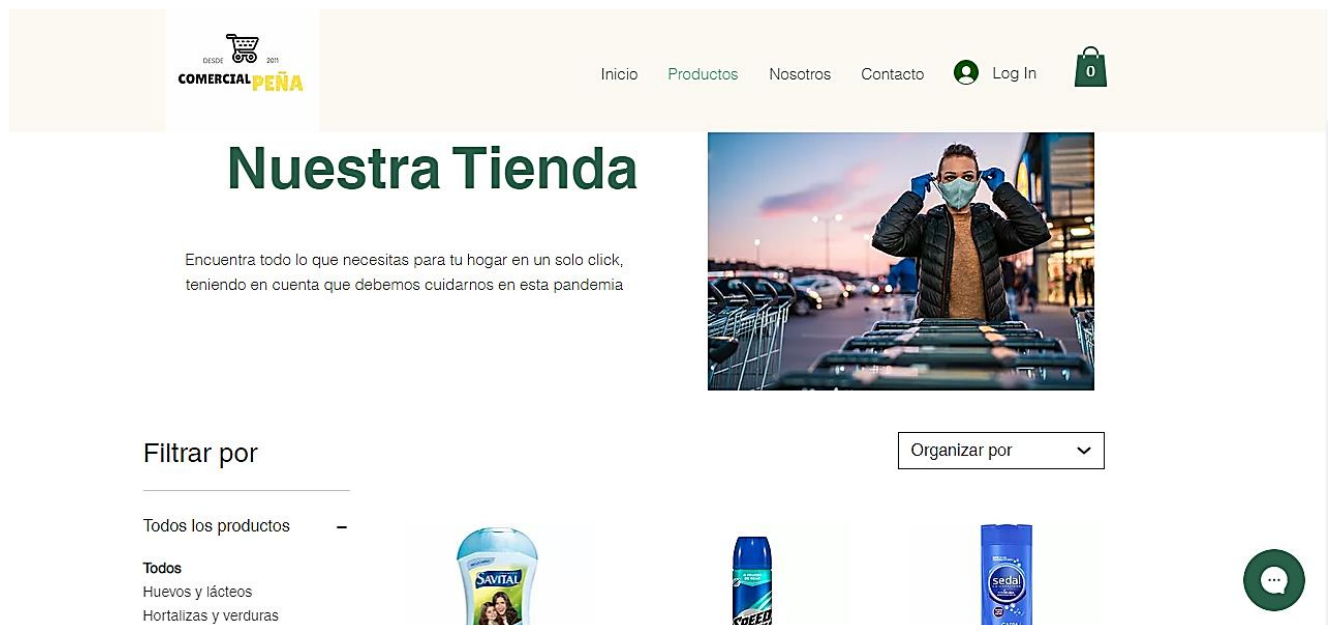 DESDE 2011
COMERCIAL PEÑA
Inicio
Productos
Nosotros
Contacto
Log In
0
Nuestra Tienda
Encuentra todo lo que necesitas para tu hogar en un solo click,
teniendo en cuenta que debemos cuidarnos en esta pandemia
Filtrar por
Organizar por
Todos los productos
Todos
Huevos y lácteos
Hortalizas y verduras
SAVITAL
SPEED
sedal